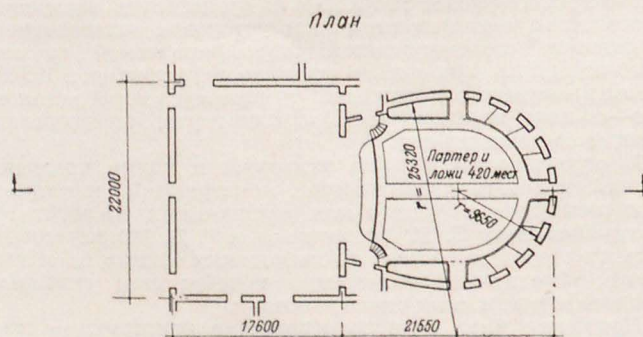 План
22000
r = 25320
Партер и
ложи 420 мест
r=9650
17600
21550